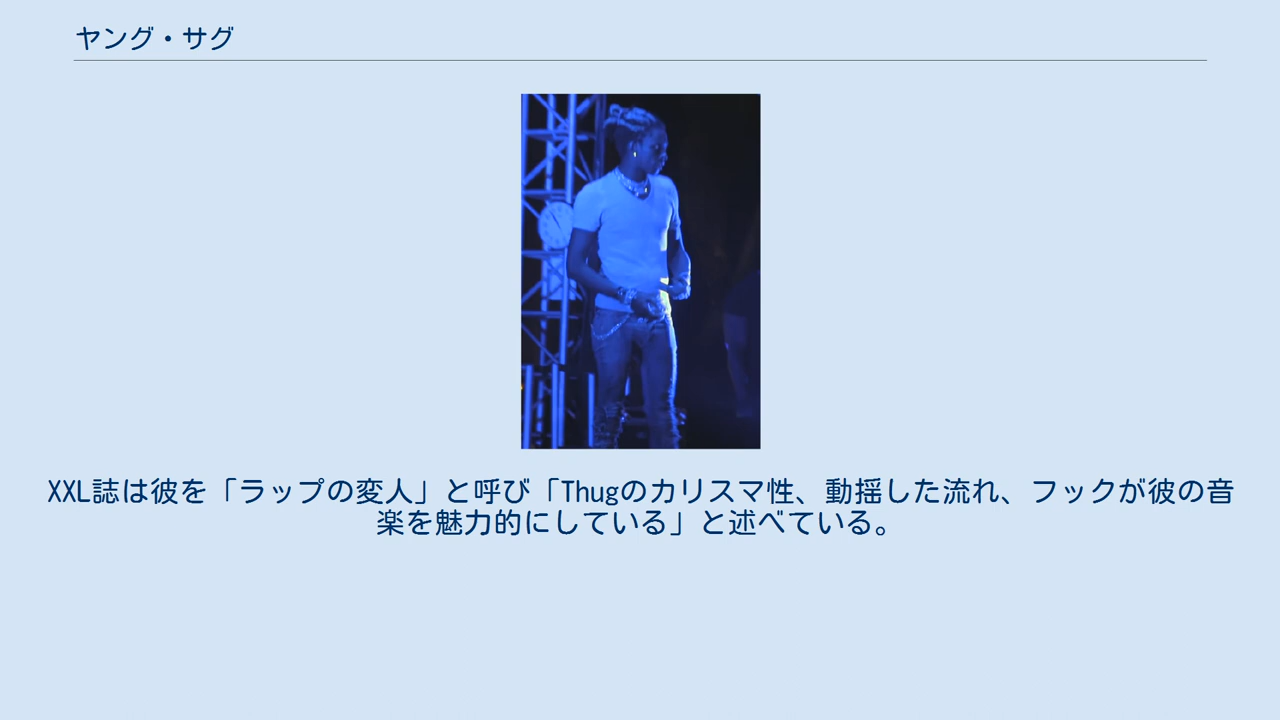 ヤング・サグ
XXL誌は彼を「ラップの変人」と呼び「Thugのカリスマ性、動揺した流れ、フックが彼の音
楽を魅力的にしている」と述べている。